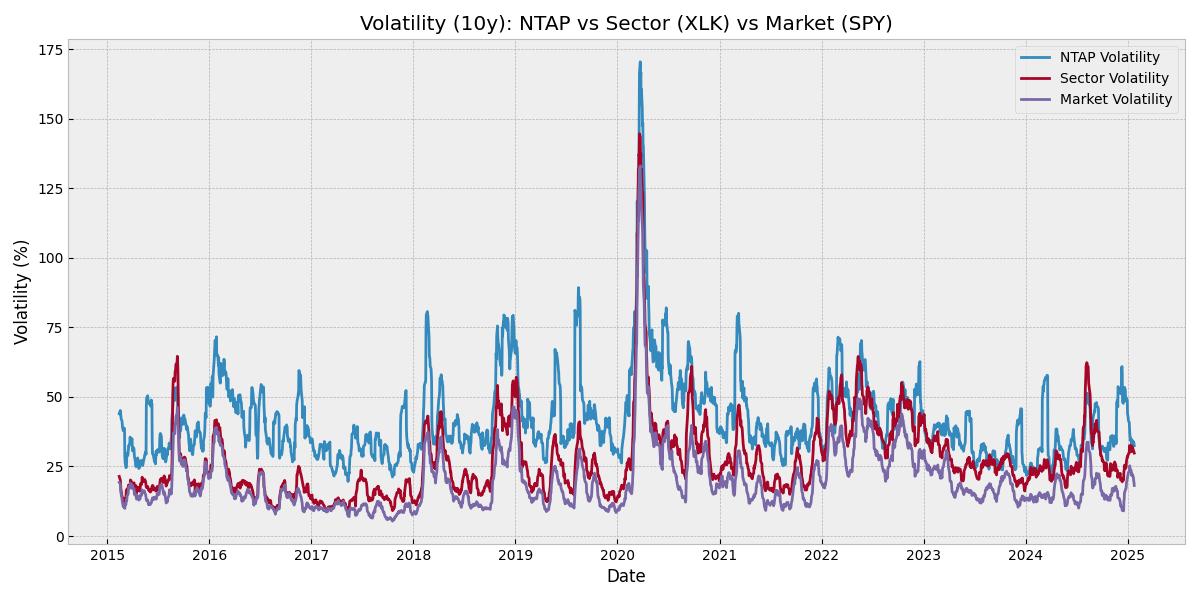 Volatility (10y): NTAP vs Sector (XLK) vs Market (SPY)
NTAP Volatility
Sector Volatility
Market Volatility
Volatility (%)
175
150
125
100
75
50
25
0
2015 2016 2017 2018 2019 2020 2021 2022 2023 2024 2025
Date